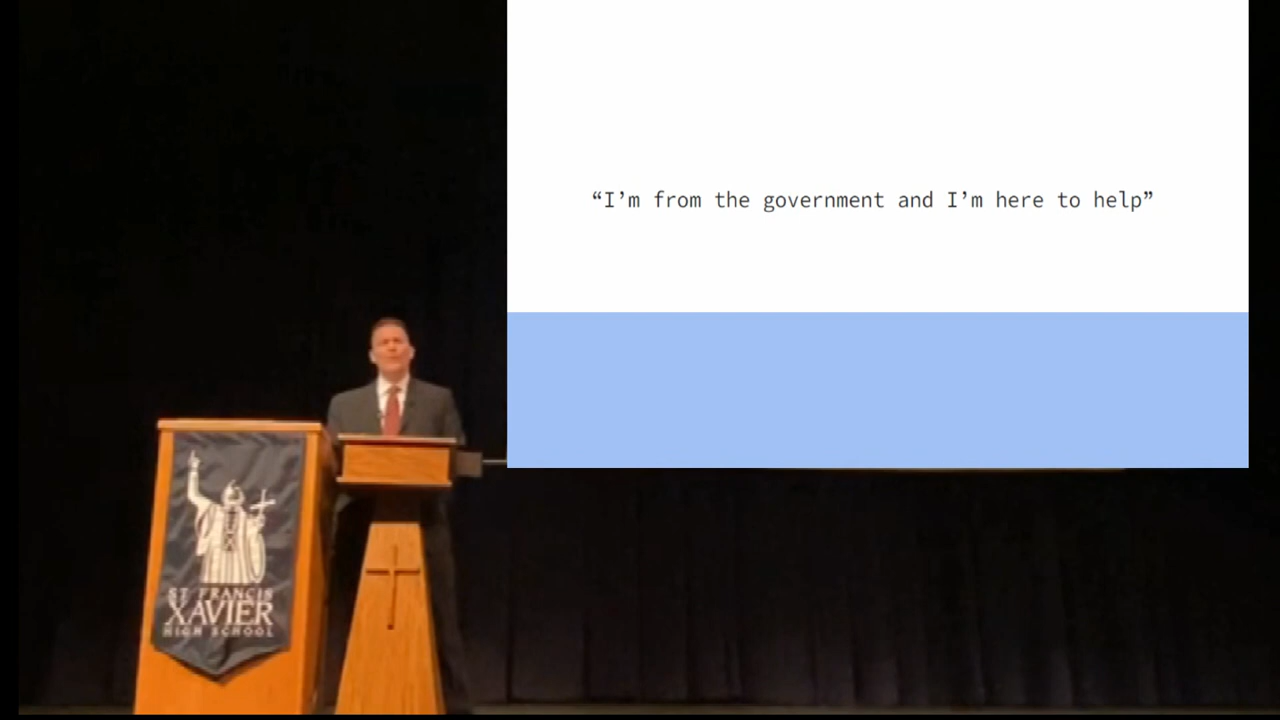 “I’m from the government and I’m here to help”
ST FRANCIS
XAVIER
HIGH SCHOOL